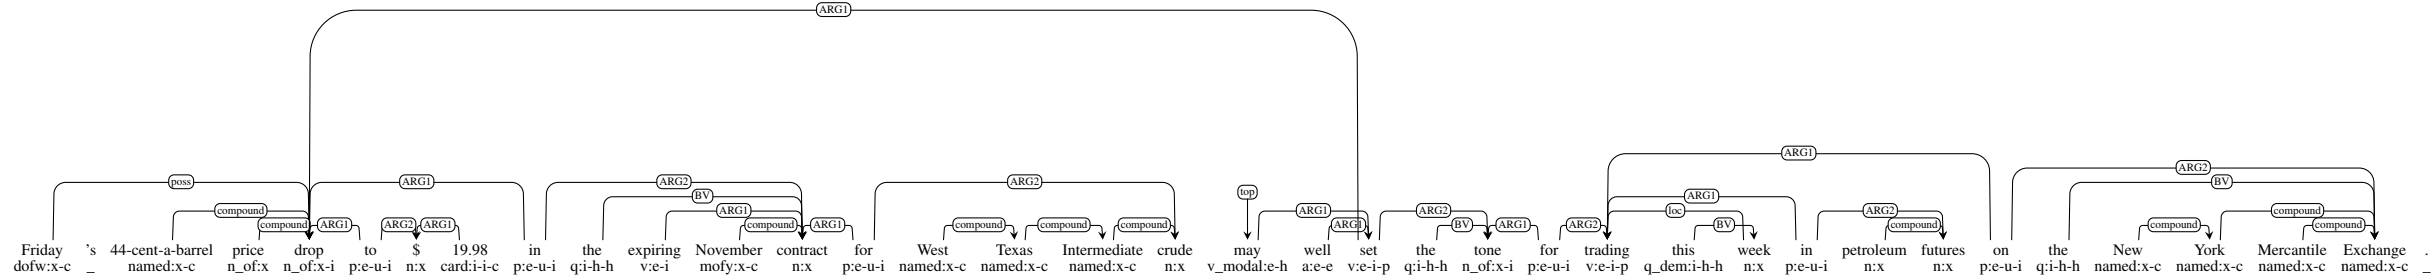 ARG1
ARG1
ARG2
poss ARG1 ARG2 ARG2 BV
top BV ARG1
compound ARG1 ARG1 ARG2 loc ARG2 compound
compound ARG1 ARG2 ARG1 compound ARG1 compound compound compound ARG1 BV ARG1 ARG2 BV compound compound compound
Friday 's 44-cent-a-barrel price drop to $ 19.98 in the expiring November contract for West Texas Intermediate crude may well set the tone for trading this week in petroleum futures on the New York Mercantile Exchange
dofw:x-c _ named:x-c n_of:x n_of:x-i p:e-u-i n:x card:i-i-c p:e-u-i q:i-h-h v:e-i mofy:x-c n:x p:e-u-i named:x-c named:x-c named:x-c n:x v_modal:e-h a:e-e v:e-i-p q:i-h-h n_of:x-i p:e-u-i v:e-i-p q_dem:i-h-h n:x p:e-u-i n:x n:x p:e-u-i q:i-h-h named:x-c named:x-c named:x-c named:x-c _